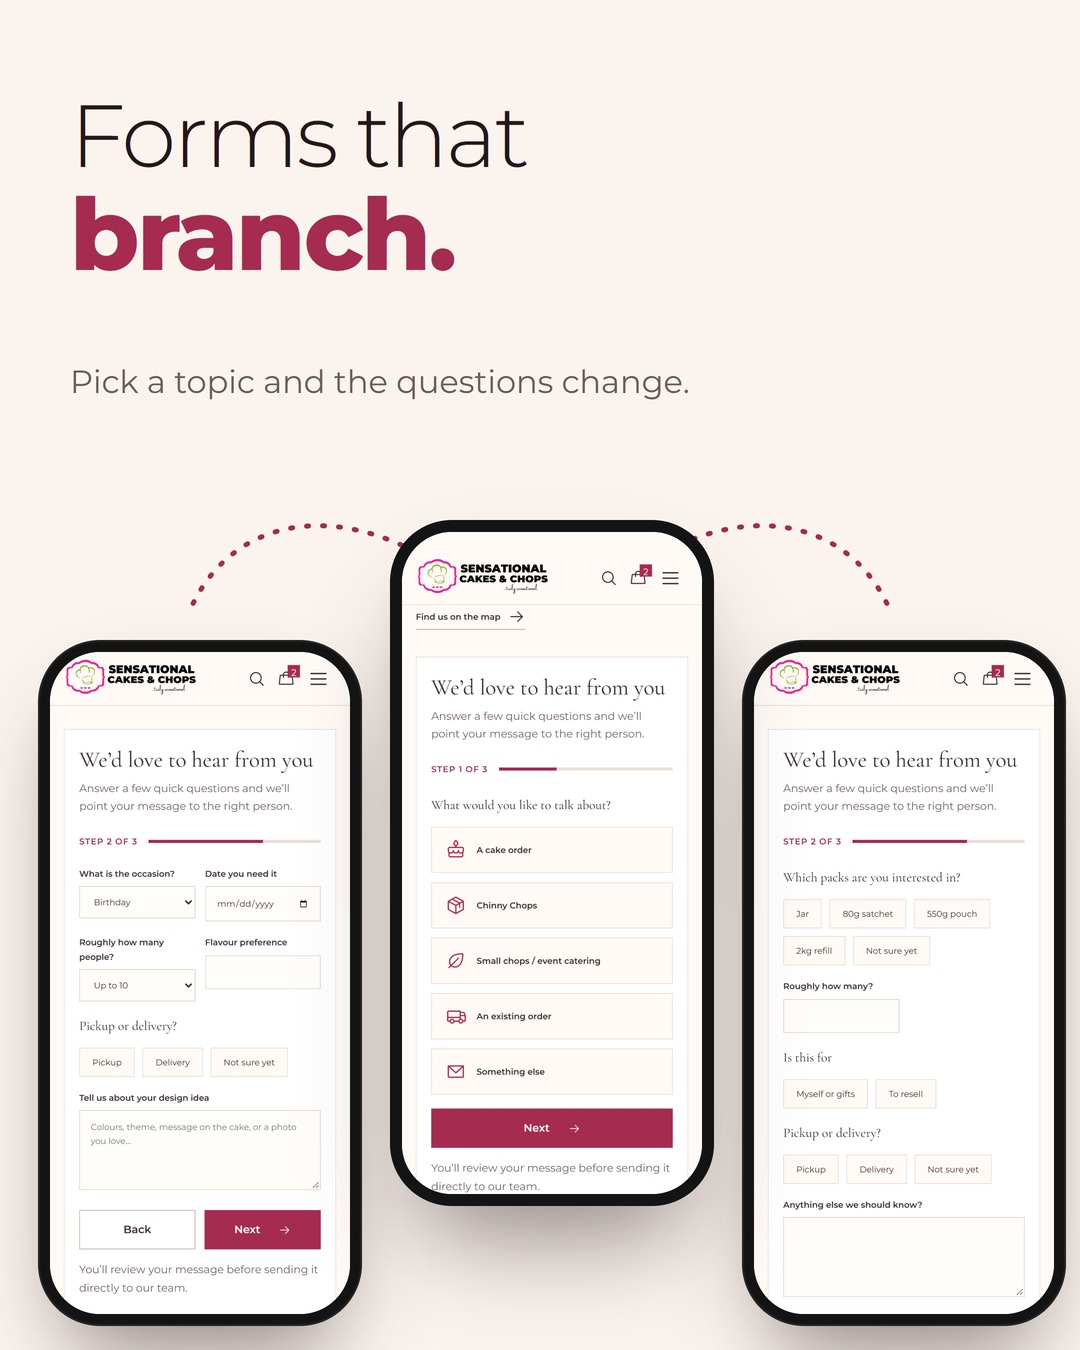 Forms that
branch.
Pick a topic and the questions change.
SENSATIONAL
CAKES & CHOPS
...truly sensational
2
We'd love to hear from you
Answer a few quick questions and we'll
point your message to the right person.
STEP 2 OF 3
What is the occasion?
Date you need it
Birthday
mm/dd/yyyy
Roughly how many
people?
Flavour preference
Up to 10
Pickup or delivery?
Pickup
Delivery
Not sure yet
Tell us about your design idea
Colours, theme, message on the cake, or a photo
you love...
Back
Next
You'll review your message before sending it
directly to our team.
SENSATIONAL
CAKES & CHOPS
...truly sensational
2
Find us on the map
We'd love to hear from you
Answer a few quick questions and we'll
point your message to the right person.
STEP 1 OF 3
What would you like to talk about?
A cake order
Chinny Chops
Small chops / event catering
An existing order
Something else
Next
You'll review your message before sending it
directly to our team.
SENSATIONAL
CAKES & CHOPS
...truly sensational
2
We'd love to hear from you
Answer a few quick questions and we'll
point your message to the right person.
STEP 2 OF 3
Which packs are you interested in?
Jar
80g satchet
550g pouch
2kg refill
Not sure yet
Roughly how many?
Is this for
Myself or gifts
To resell
Pickup or delivery?
Pickup
Delivery
Not sure yet
Anything else we should know?